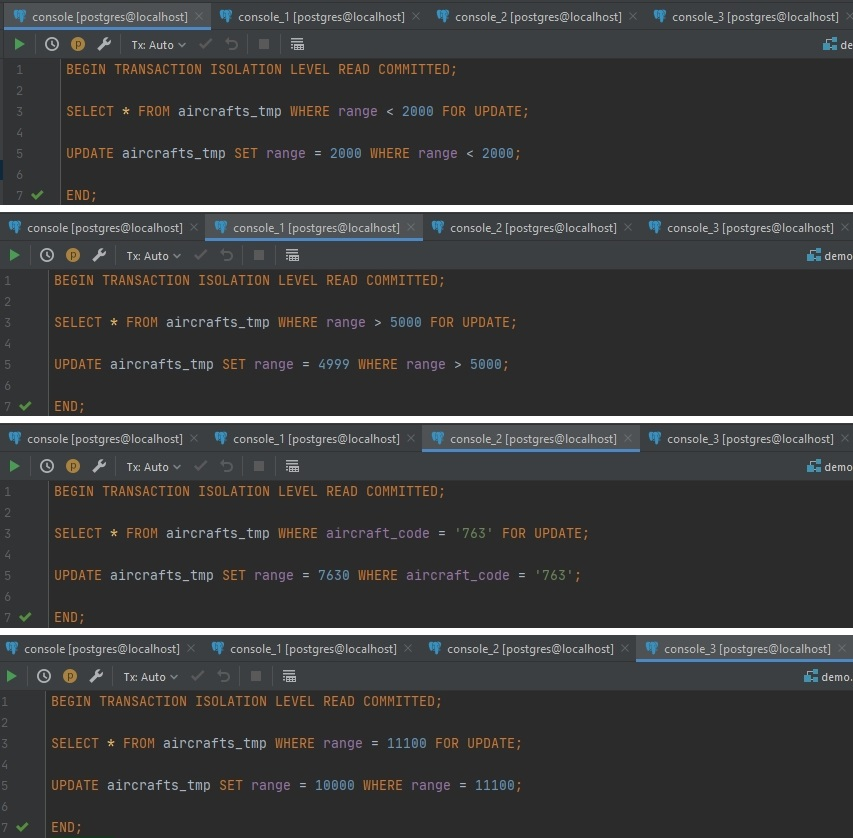 console [postgres@localhost] console_1 [postgres@localhost] console_2 [postgres@localhost] console_3 [postgres@localhost]
Tx: Auto de
1 BEGIN TRANSACTION ISOLATION LEVEL READ COMMITTED;
2
3 SELECT * FROM aircrafts_tmp WHERE range < 2000 FOR UPDATE;
4
5 UPDATE aircrafts_tmp SET range = 2000 WHERE range < 2000;
6
7 END;
console [postgres@localhost] console_1 [postgres@localhost] console_2 [postgres@localhost] console_3 [postgres@localhost]
Tx: Auto demo
1 BEGIN TRANSACTION ISOLATION LEVEL READ COMMITTED;
2
3 SELECT * FROM aircrafts_tmp WHERE range > 5000 FOR UPDATE;
4
5 UPDATE aircrafts_tmp SET range = 4999 WHERE range > 5000;
6
7 END;
console [postgres@localhost] console_1 [postgres@localhost] console_2 [postgres@localhost] console_3 [postgres@localhost]
Tx: Auto demo
1 BEGIN TRANSACTION ISOLATION LEVEL READ COMMITTED;
2
3 SELECT * FROM aircrafts_tmp WHERE aircraft_code = '763' FOR UPDATE;
4
5 UPDATE aircrafts_tmp SET range = 7630 WHERE aircraft_code = '763';
6
7 END;
console [postgres@localhost] console_1 [postgres@localhost] console_2 [postgres@localhost] console_3 [postgres@localhost]
Tx: Auto demo.
1 BEGIN TRANSACTION ISOLATION LEVEL READ COMMITTED;
2
3 SELECT * FROM aircrafts_tmp WHERE range = 11100 FOR UPDATE;
4
5 UPDATE aircrafts_tmp SET range = 10000 WHERE range = 11100;
6
7 END;